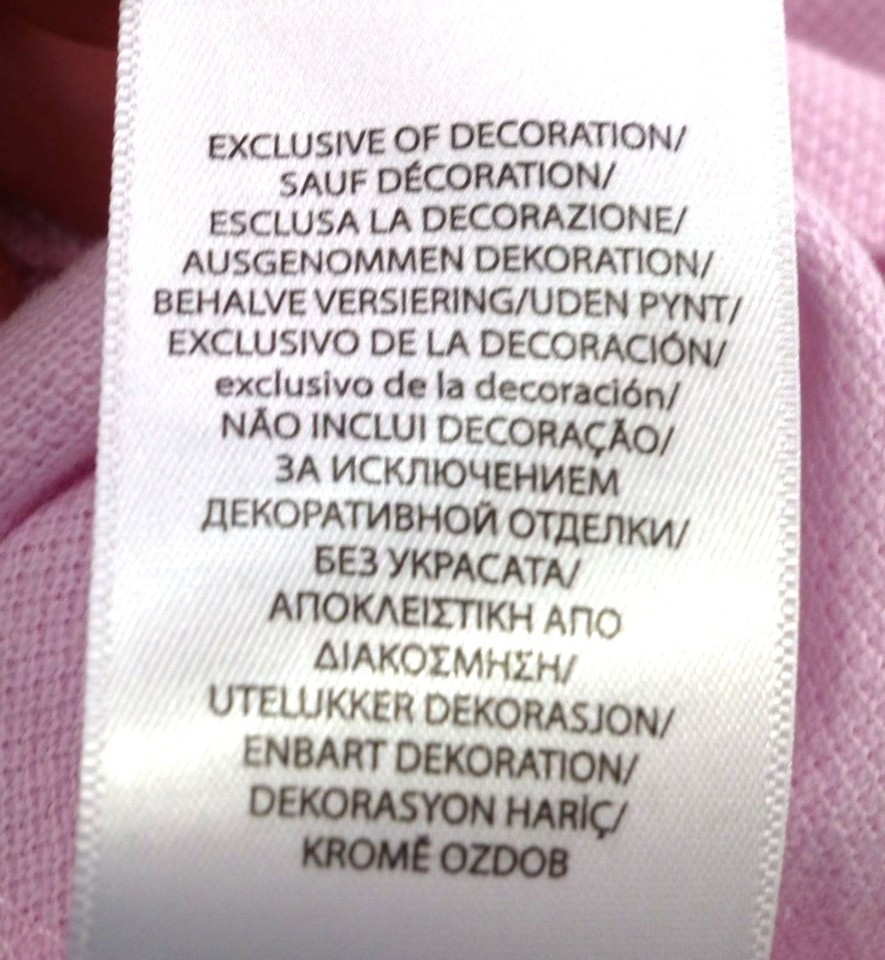 EXCLUSIVE OF DECORATION/
SAUF DÉCORATION/
ESCLUSA LA DECORAZIONE/
AUSGENOMMEN DEKORATION/
BEHALVE VERSIERING/UDEN PYNT/
EXCLUSIVO DE LA DECORACIÓN/
exclusivo de la decoración/
NÃO INCLUI DECORAÇÃO/
ЗА ИСКЛЮЧЕНИЕМ
ДЕКОРАТИВНОЙ ОТДЕЛКИ/
БЕЗ УКРАСАТА/
ΑΠΟΚΛΕΙΣΤΙΚΗ ΑΠΟ
ΔΙΑΚΟΣΜΗΣΗ/
UTELUKKER DEKORASJON/
ENBART DEKORATION/
DEKORASYON HARİÇ/
KROMĚ OZDOB